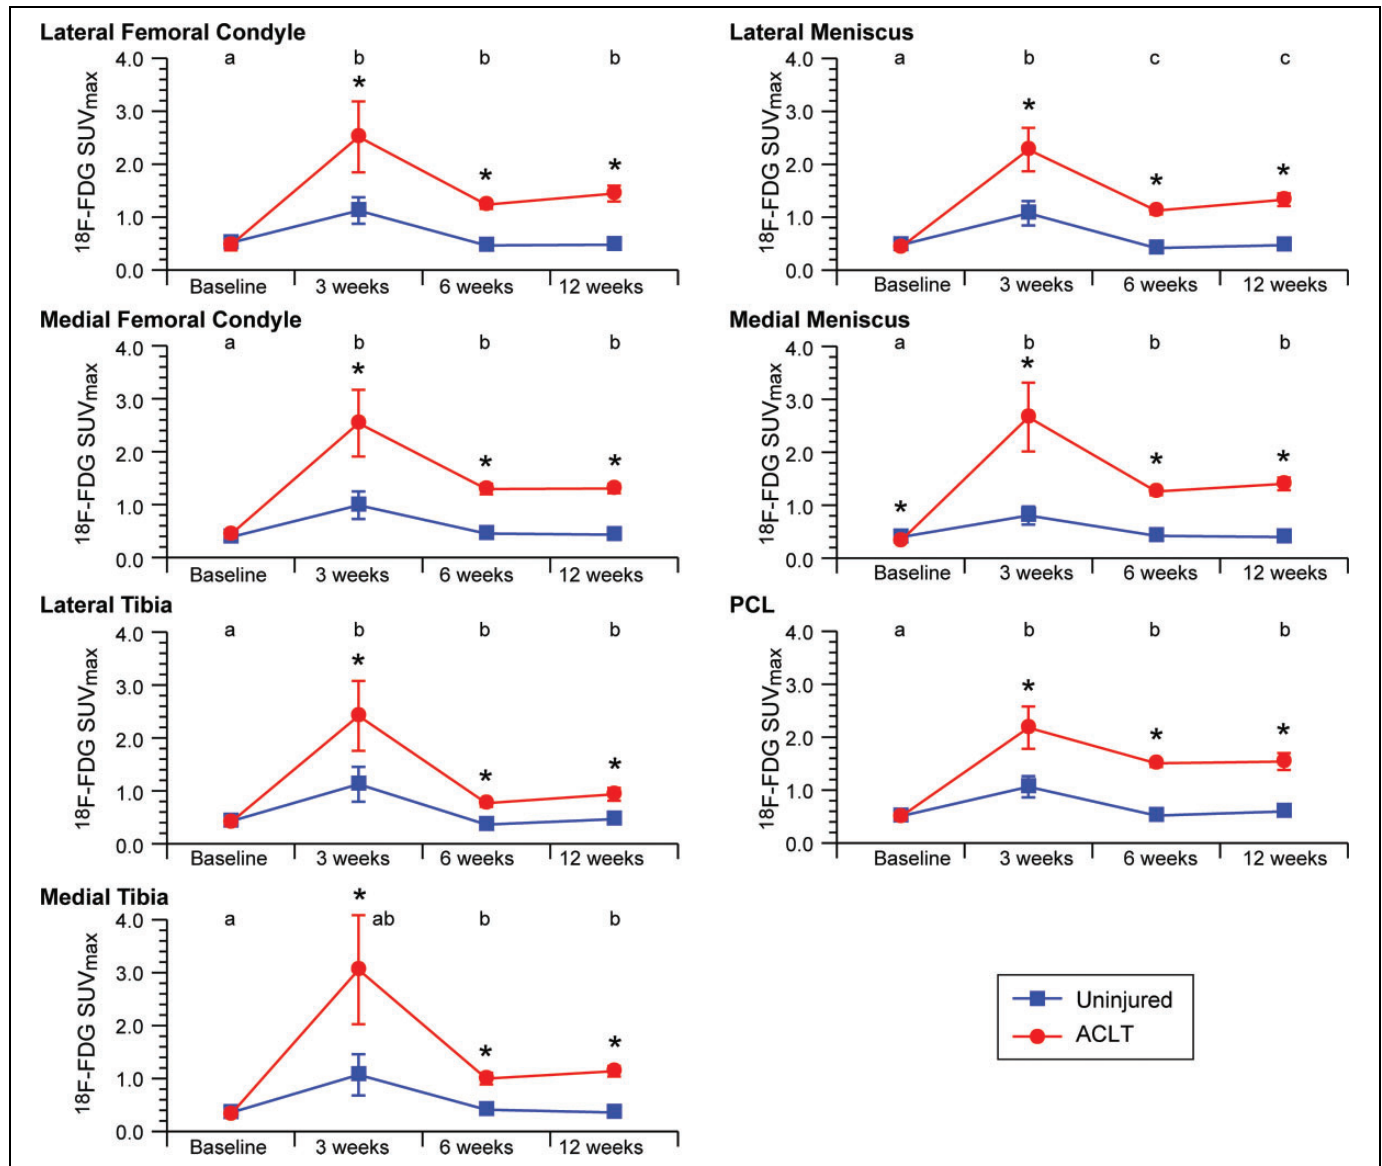 Lateral Femoral Condyle
18F-FDG SUVmax
4.0
3.0
2.0
1.0
0.0
a b b b
* * *
Baseline 3 weeks 6 weeks 12 weeks
Lateral Meniscus
18F-FDG SUVmax
4.0
3.0
2.0
1.0
0.0
a b c c
* * *
Baseline 3 weeks 6 weeks 12 weeks
Medial Femoral Condyle
18F-FDG SUVmax
4.0
3.0
2.0
1.0
0.0
a b b b
* * *
Baseline 3 weeks 6 weeks 12 weeks
Medial Meniscus
18F-FDG SUVmax
4.0
3.0
2.0
1.0
0.0
a b b b
* * * *
Baseline 3 weeks 6 weeks 12 weeks
Lateral Tibia
18F-FDG SUVmax
4.0
3.0
2.0
1.0
0.0
a b b b
* * *
Baseline 3 weeks 6 weeks 12 weeks
PCL
18F-FDG SUVmax
4.0
3.0
2.0
1.0
0.0
a b b b
* * *
Baseline 3 weeks 6 weeks 12 weeks
Medial Tibia
18F-FDG SUVmax
4.0
3.0
2.0
1.0
0.0
a ab b b
* * *
Baseline 3 weeks 6 weeks 12 weeks
Uninjured
ACLT